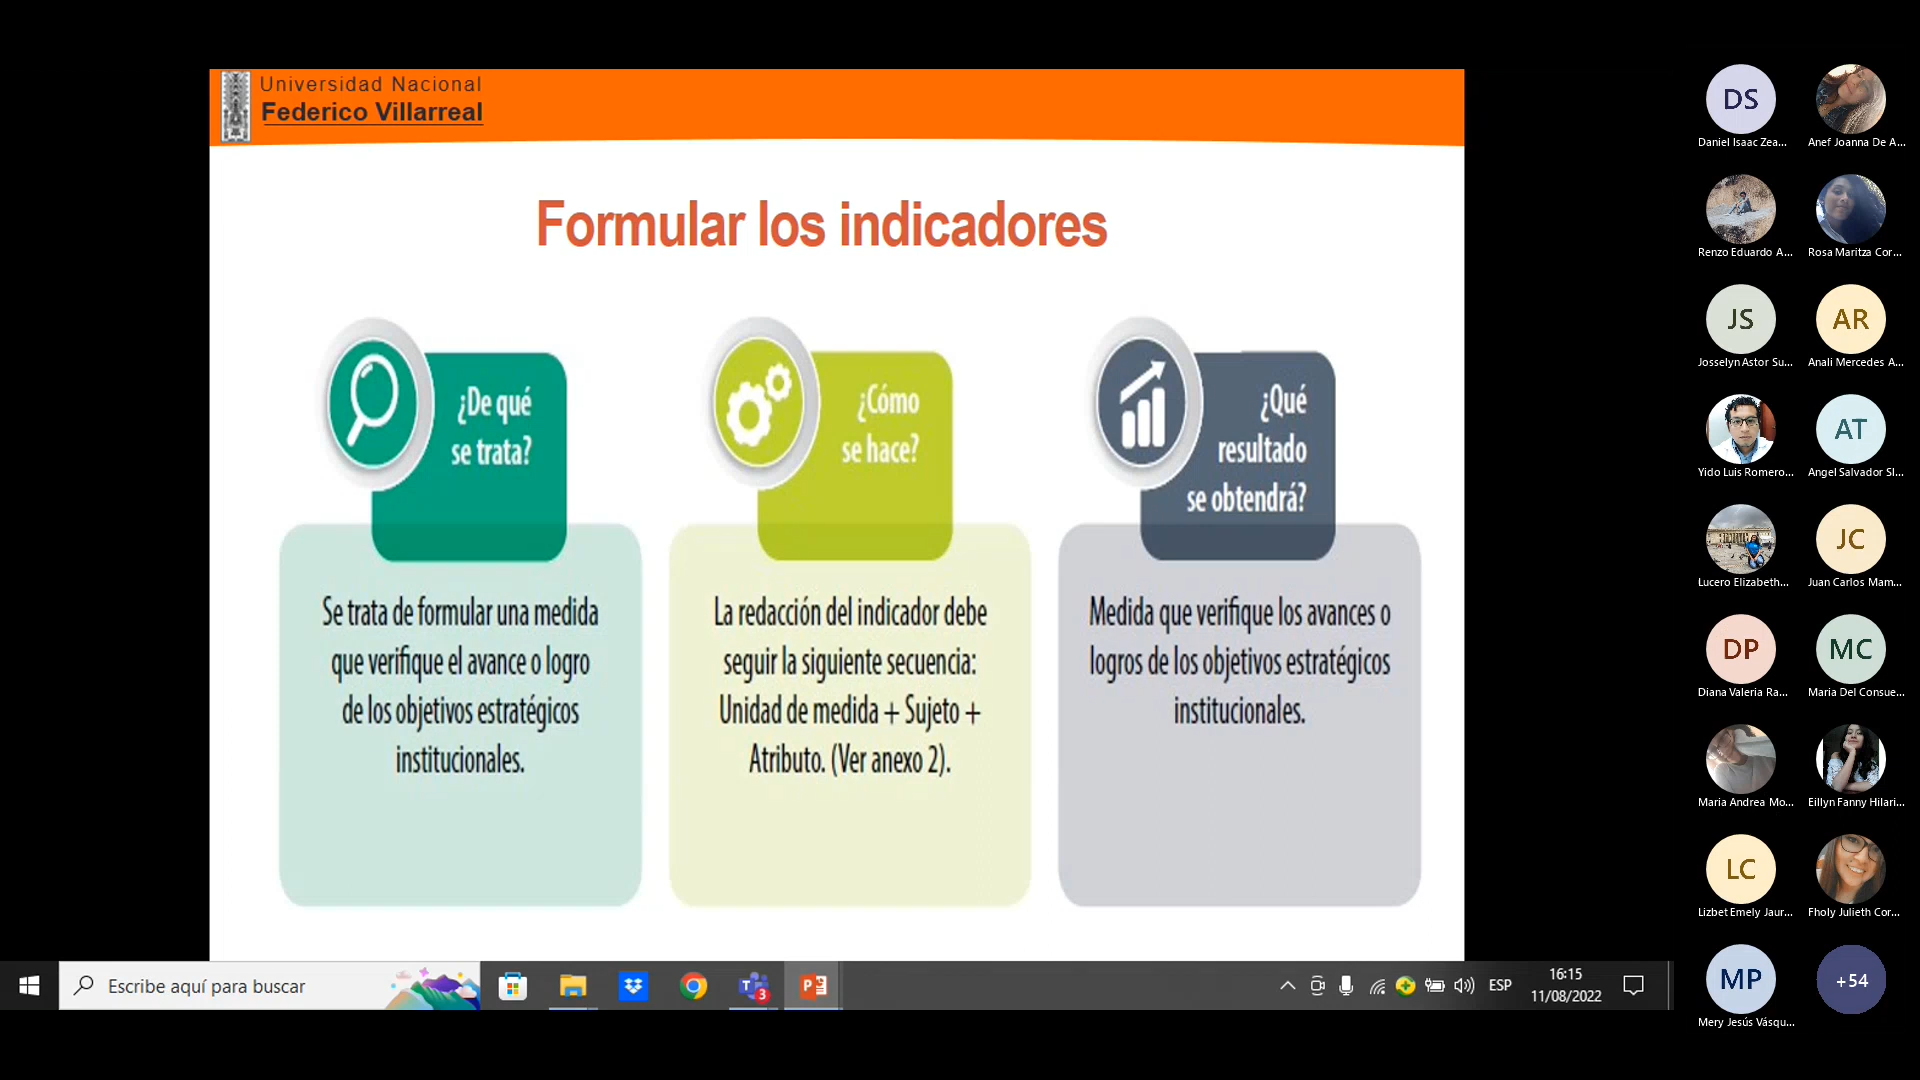 Universidad Nacional
Federico Villarreal
Formular los indicadores
¿De qué
se trata?
Se trata de formular una medida
que verifique el avance o logro
de los objetivos estratégicos
institucionales.
¿Cómo
se hace?
La redacción del indicador debe
seguir la siguiente secuencia:
Unidad de medida + Sujeto +
Atributo. (Ver anexo 2).
¿Qué
resultado
se obtendrá?
Medida que verifique los avances o
logros de los objetivos estratégicos
institucionales.
DS
Daniel Isaac Zea...
Anef Joanna De A...
Renzo Eduardo A...
Rosa Maritza Cor...
JS
Josselyn Astor Su...
AR
Anali Mercedes A...
Yido Luis Romero...
AT
Angel Salvador Sl...
Lucero Elizabeth...
JC
Juan Carlos Mam...
DP
Diana Valeria Ra...
MC
Maria Del Consue...
Maria Andrea Mo...
Eillyn Fanny Hilari...
LC
Lizbet Emely Jaur...
Fholy Julieth Cor...
MP
Mery Jesús Vásqu...
+54
Escribe aquí para buscar
T
3
P
ESP
16:15
11/08/2022